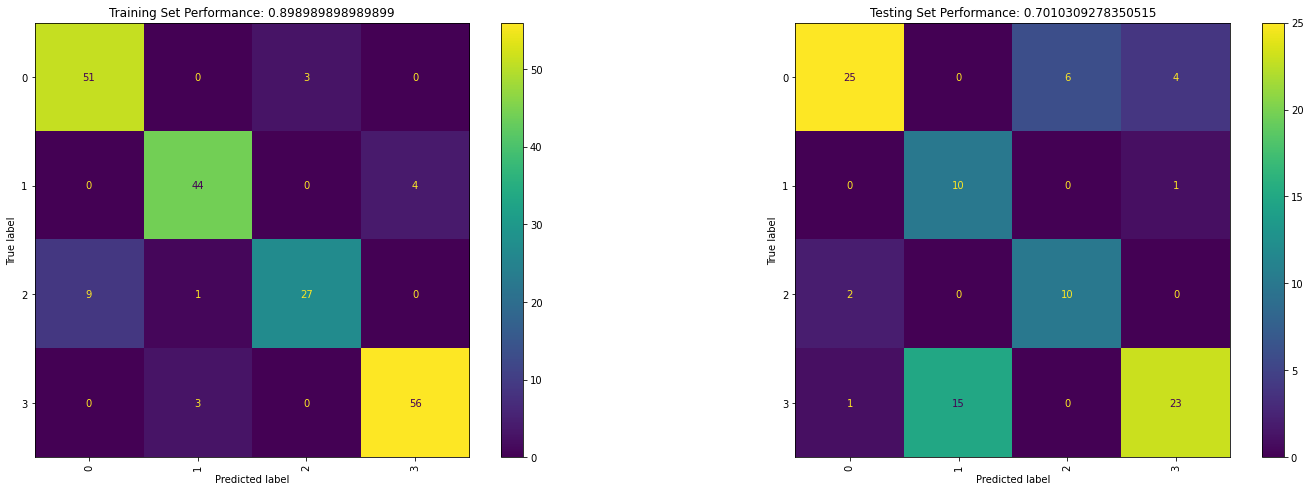 Training Set Performance: 0.898989898989899
0 51 0 3 0
1 0 44 0 4
2 9 1 27 0
3 0 3 0 56
0 1 2 3
True label
Predicted label
50
40
30
20
10
0
Testing Set Performance: 0.7010309278350515
0 25 0 6 4
1 0 10 0 1
2 2 0 10 0
3 1 15 0 23
0 1 2 3
True label
Predicted label
25
20
15
10
5
0